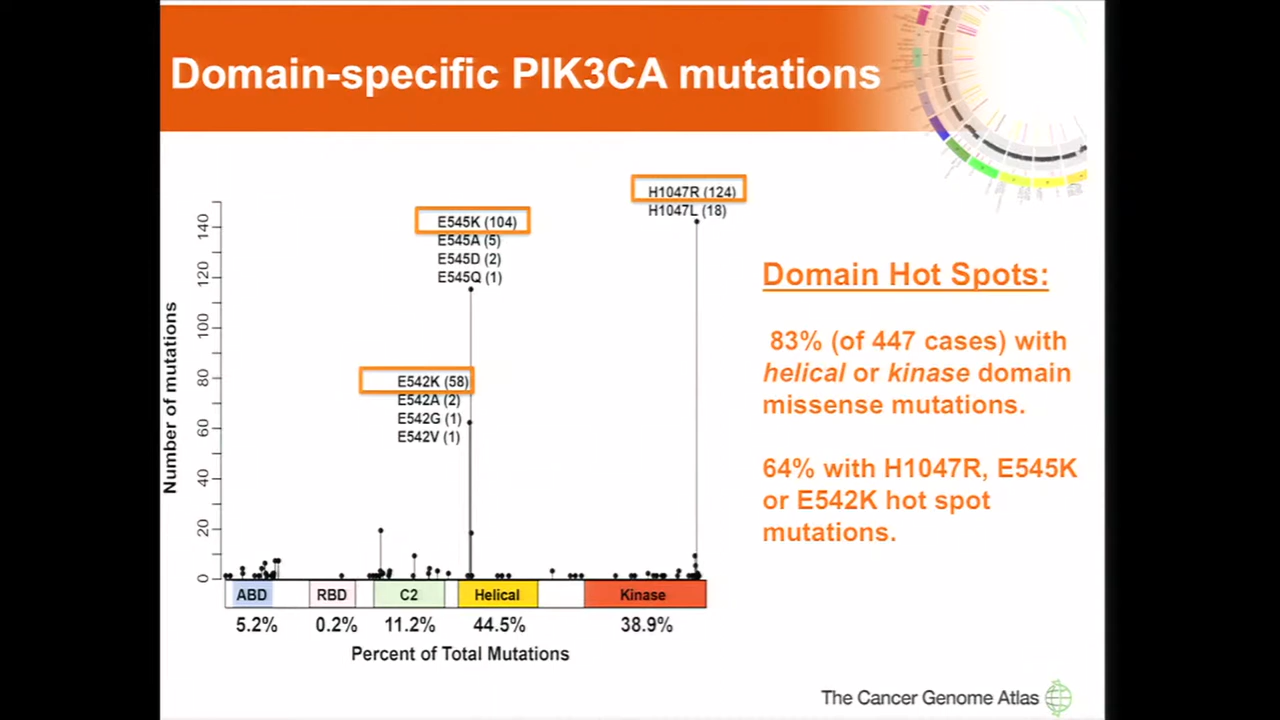 Domain-specific PIK3CA mutations
H1047R (124)
H1047L (18)
E545K (104)
E545A (5)
E545D (2)
E545Q (1)
E542K (58)
E542A (2)
E542G (1)
E542V (1)
Number of mutations
140
120
100
80
60
40
20
0
ABD
RBD
C2
Helical
Kinase
5.2%
0.2%
11.2%
44.5%
38.9%
Percent of Total Mutations
Domain Hot Spots:
83% (of 447 cases) with
helical or kinase domain
missense mutations.
64% with H1047R, E545K
or E542K hot spot
mutations.
The Cancer Genome Atlas